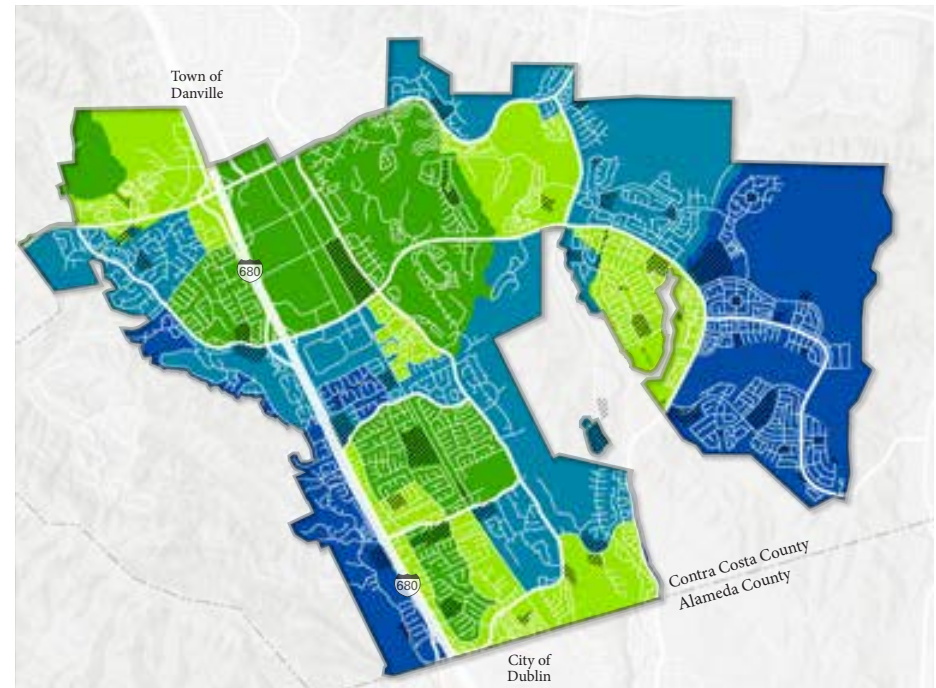 Town of
Danville
680
680
Contra Costa County
Alameda County
City of
Dublin